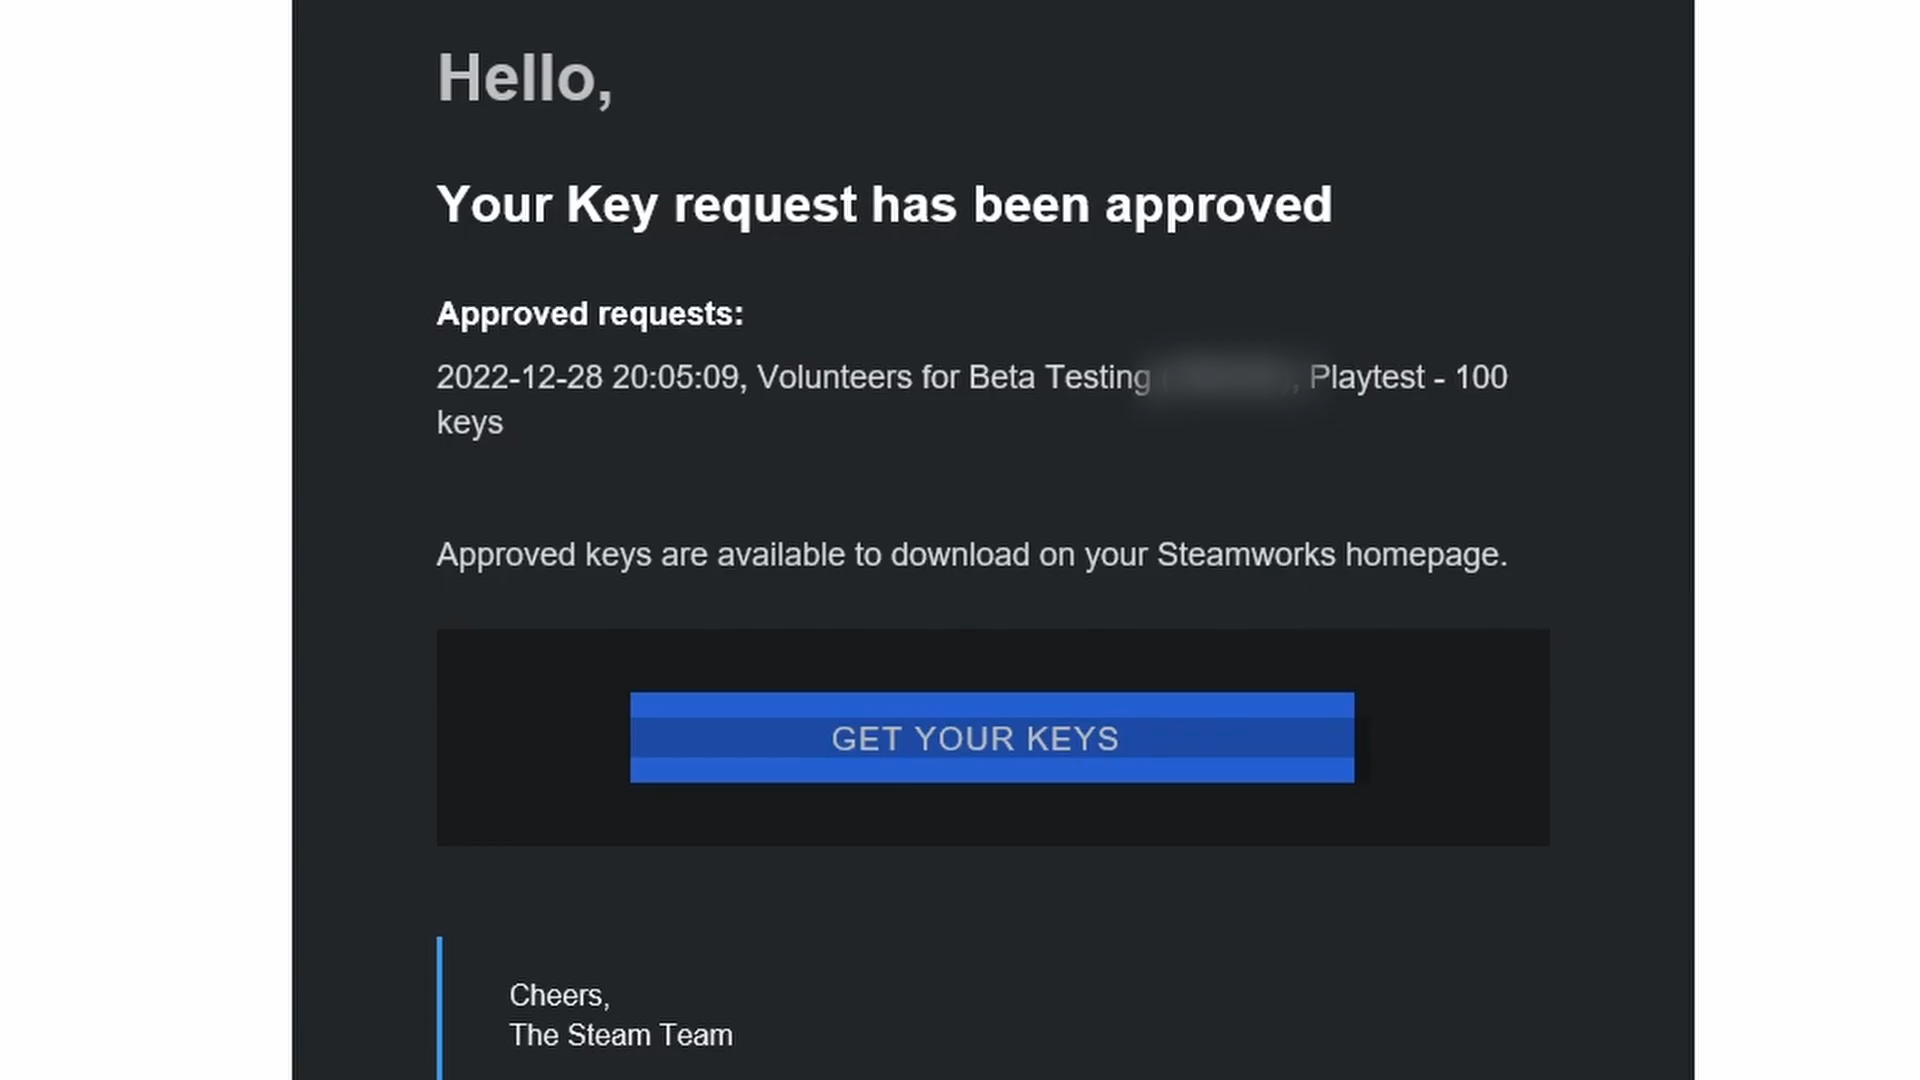 Hello,
Your Key request has been approved
Approved requests:
2022-12-28 20:05:09, Volunteers for Beta Testing , Playtest - 100
keys
Approved keys are available to download on your Steamworks homepage.
GET YOUR KEYS
Cheers,
The Steam Team